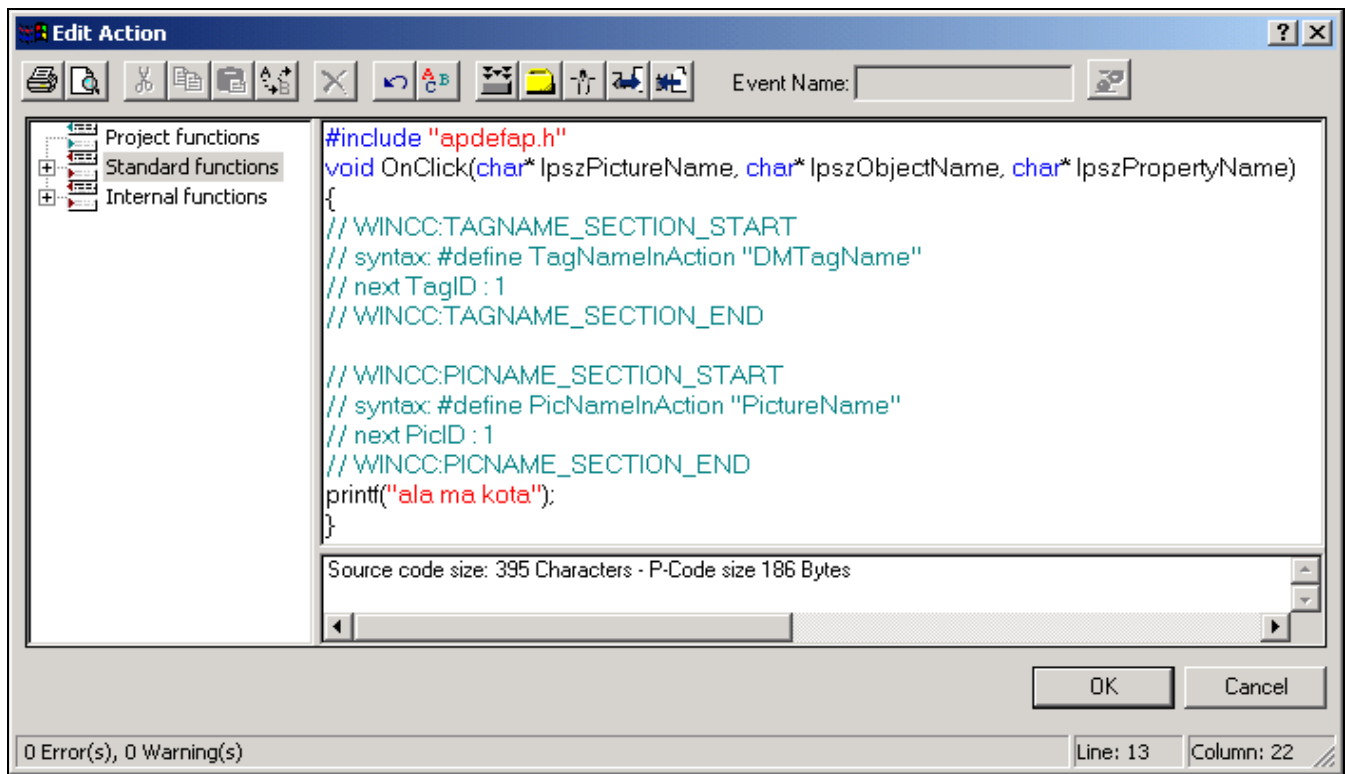 Edit Action
Event Name:
Project functions
Standard functions
Internal functions
#include "apdefap.h"
void OnClick(char* lpszPictureName, char* lpszObjectName, char* lpszPropertyName)
{
// WINCC:TAGNAME_SECTION_START
// syntax: #define TagNameInAction "DMTagName"
// next TagID : 1
// WINCC:TAGNAME_SECTION_END
// WINCC:PICNAME_SECTION_START
// syntax: #define PicNameInAction "PictureName"
// next PicID : 1
// WINCC:PICNAME_SECTION_END
printf("ala ma kota");
}
Source code size: 395 Characters - P-Code size 186 Bytes
OK Cancel
0 Error(s), 0 Warning(s) Line: 13 Column: 22